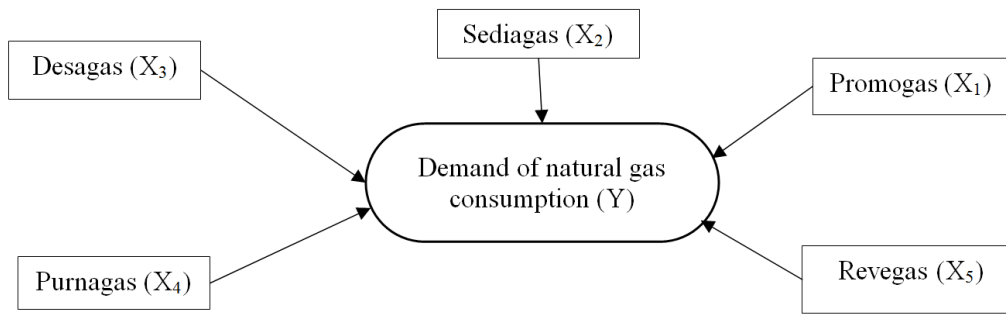 Sediagas (X₂)
Desagas (X₃)
Promogas (X₁)
Demand of natural gas
consumption (Y)
Purnagas (X₄)
Revegas (X₅)